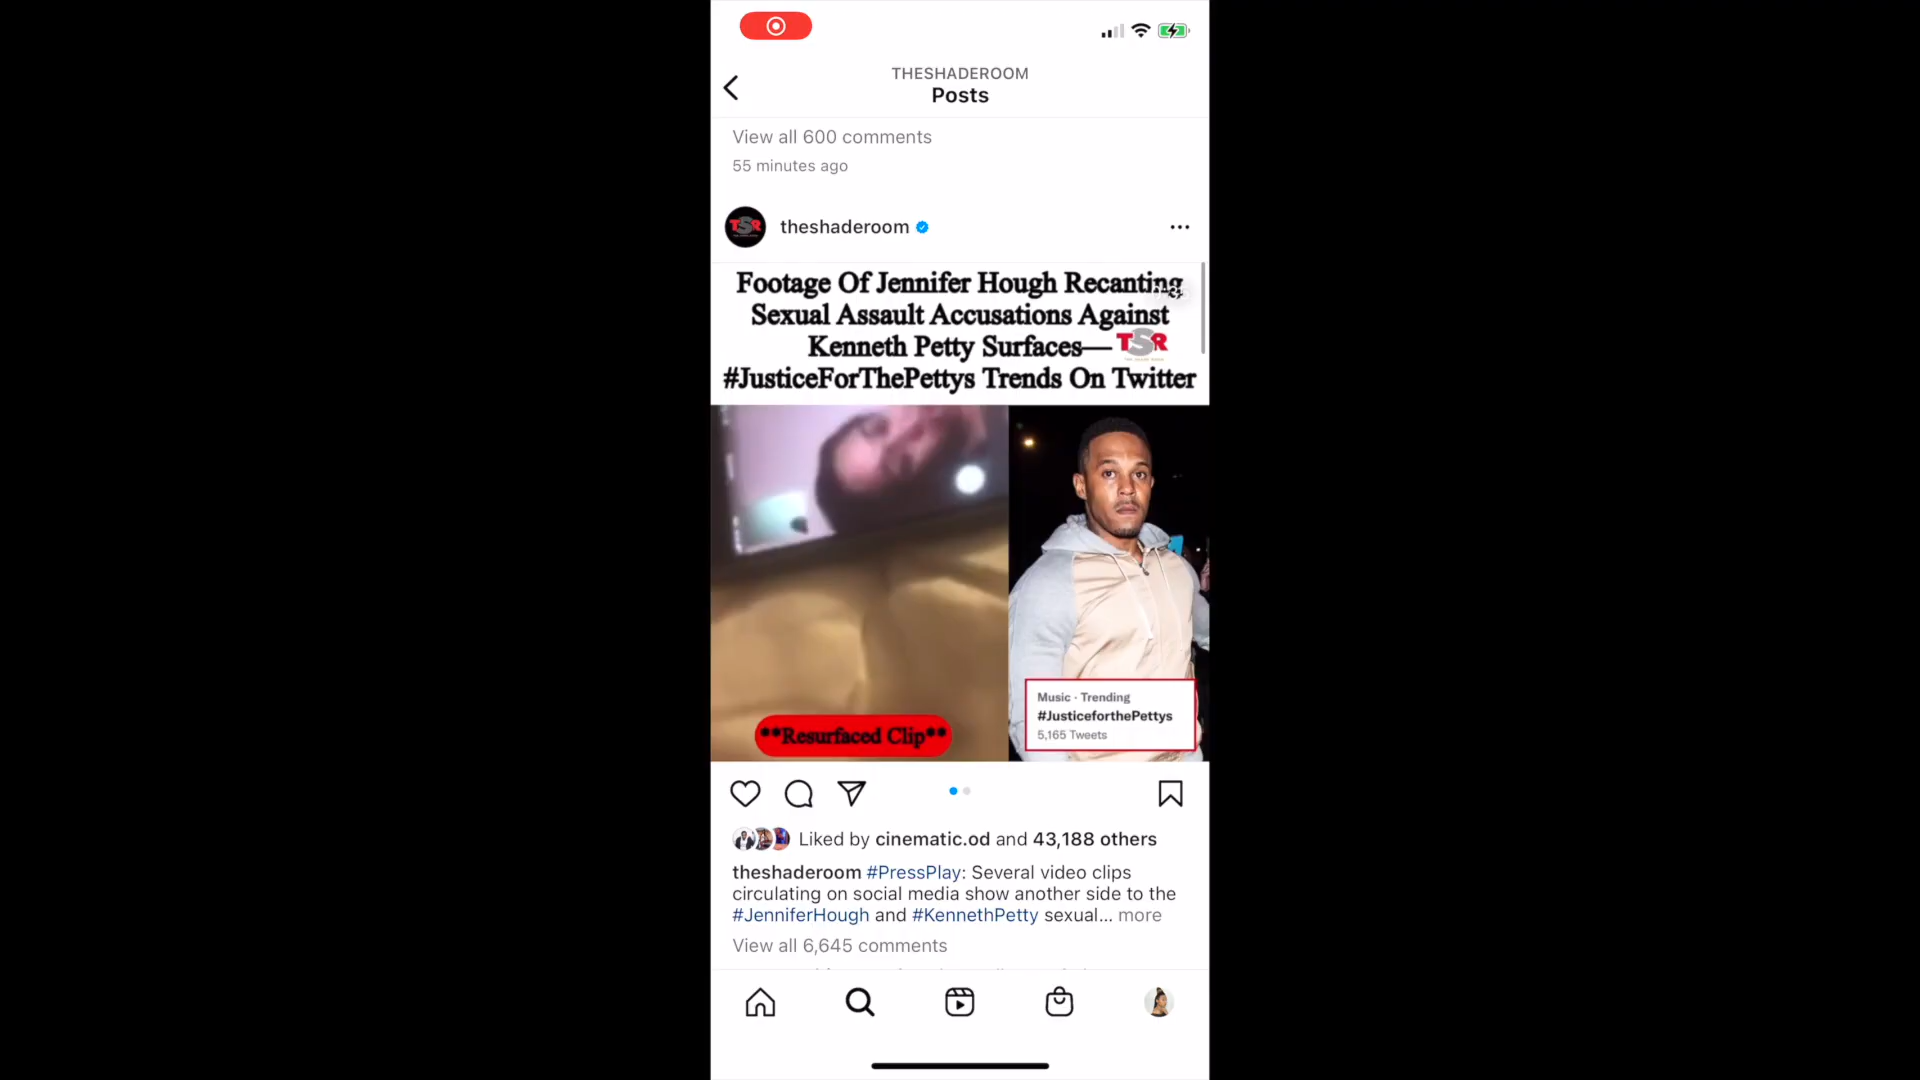 THESHADEROOM
Posts
View all 600 comments
55 minutes ago
TSR
theshaderoom
Footage Of Jennifer Hough Recanting
Sexual Assault Accusations Against
Kenneth Petty Surfaces— TSR
#JusticeForThePettys Trends On Twitter
**Resurfaced Clip**
Music · Trending
#JusticeforthePettys
5,165 Tweets
Liked by cinematic.od and 43,188 others
theshaderoom #PressPlay: Several video clips
circulating on social media show another side to the
#JenniferHough and #KennethPetty sexual... more
View all 6,645 comments